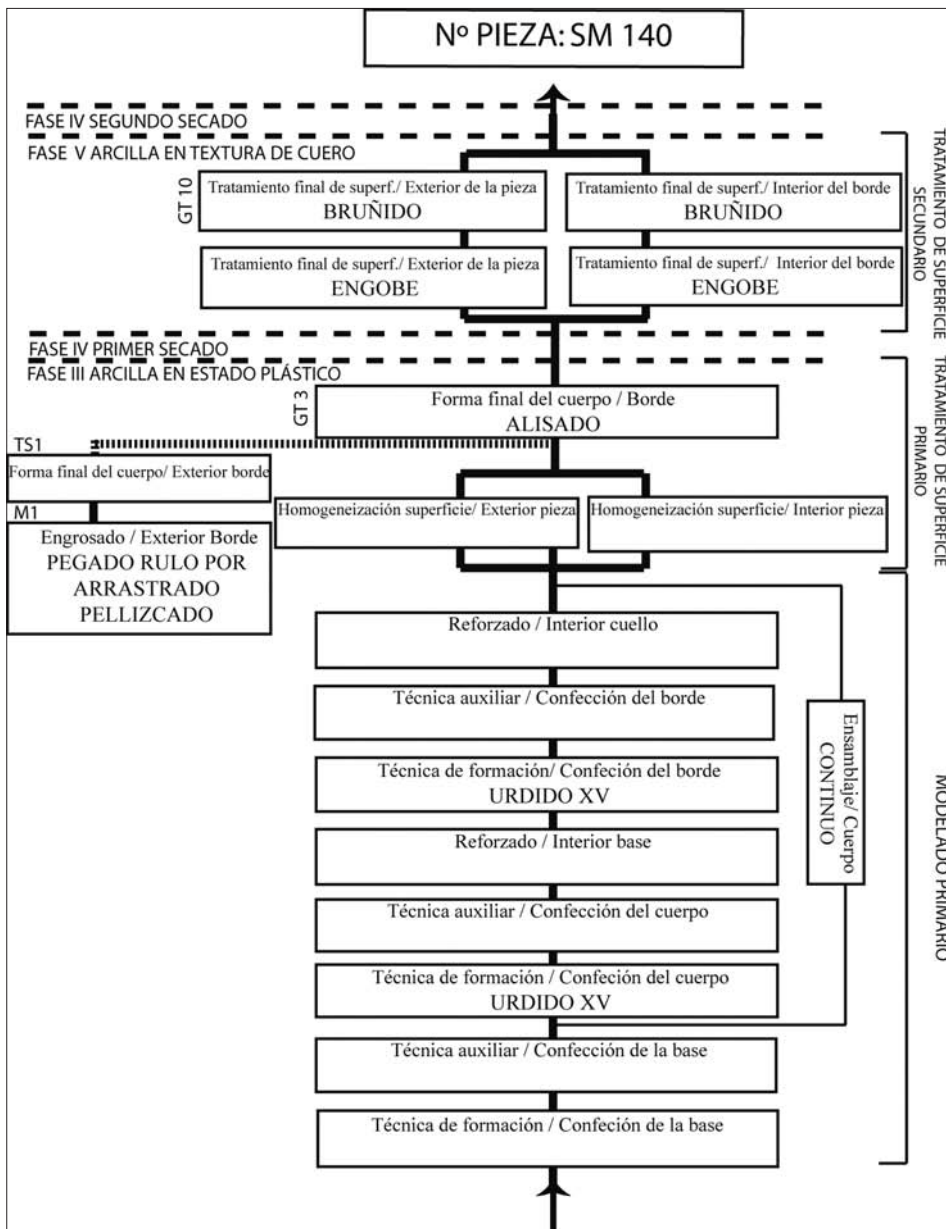 Nº PIEZA: SM 140
FASE IV SEGUNDO SECADO
FASE V ARCILLA EN TEXTURA DE CUERO
GT 10
Tratamiento final de superf./ Exterior de la pieza
BRUÑIDO
Tratamiento final de superf./ Interior del borde
BRUÑIDO
Tratamiento final de superf./ Exterior de la pieza
ENGOBE
Tratamiento final de superf./ Interior del borde
ENGOBE
TRATAMIENTO DE SUPERFICIE
SECUNDARIO
FASE IV PRIMER SECADO
FASE III ARCILLA EN ESTADO PLÁSTICO
GT 3
Forma final del cuerpo / Borde
ALISADO
TS1
Forma final del cuerpo/ Exterior borde
M1
Engrosado / Exterior Borde
PEGADO RULO POR
ARRASTRADO
PELLIZCADO
Homogeneización superficie/ Exterior pieza
Homogeneización superficie/ Interior pieza
TRATAMIENTO DE SUPERFICIE
PRIMARIO
Reforzado / Interior cuello
Técnica auxiliar / Confección del borde
Técnica de formación/ Confeción del borde
URDIDO XV
Reforzado / Interior base
Técnica auxiliar / Confección del cuerpo
Técnica de formación / Confeción del cuerpo
URDIDO XV
Técnica auxiliar / Confección de la base
Técnica de formación / Confeción de la base
Ensamblaje/ Cuerpo
CONTINUO
MODELADO PRIMARIO